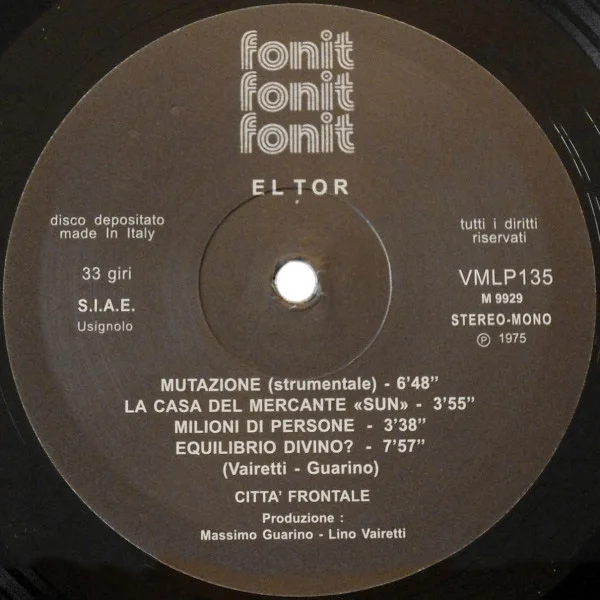 fonit
fonit
fonit
EL TOR
disco depositato
made In Italy
tutti i diritti
riservati
33 giri
S.I.A.E.
Usignolo
VMLP135
M 9929
STEREO-MONO
℗ 1975
MUTAZIONE (strumentale) - 6'48"
LA CASA DEL MERCANTE «SUN» - 3'55"
MILIONI DI PERSONE - 3'38"
EQUILIBRIO DIVINO? - 7'57"
(Vairetti - Guarino)
CITTA' FRONTALE
Produzione :
Massimo Guarino - Lino Vairetti